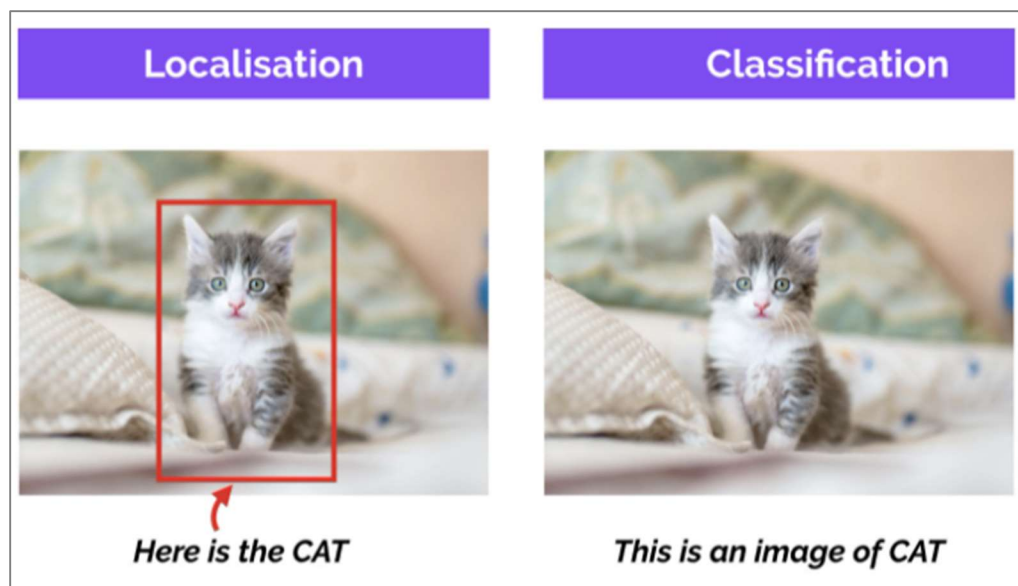 Localisation
Classification
Here is the CAT
This is an image of CAT